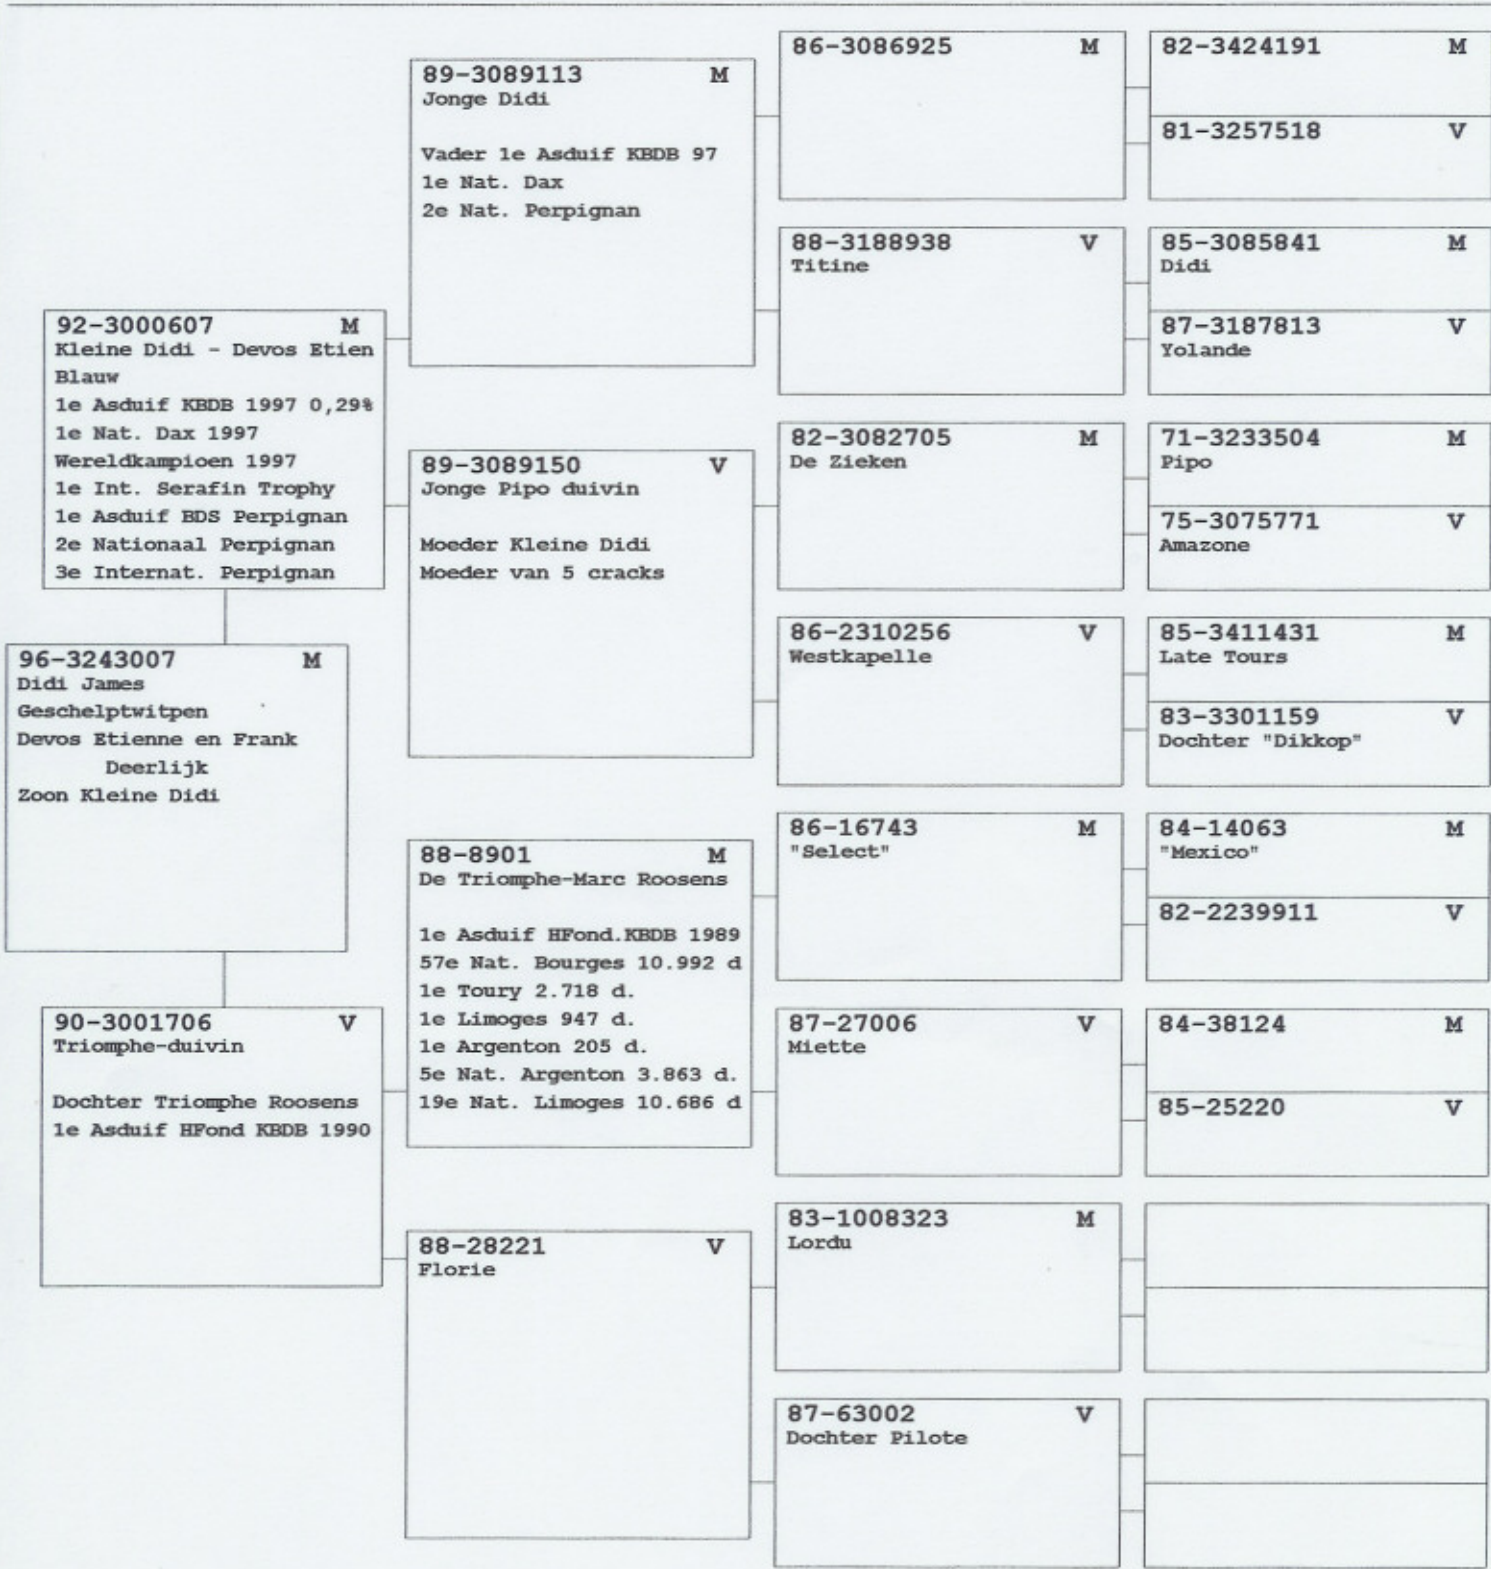 96-3243007 M
Didi James
Geschelptwitpen
Devos Etienne en Frank
Deerlijk
Zoon Kleine Didi
92-3000607 M
Kleine Didi - Devos Etien
Blauw
1e Asduif KBDB 1997 0,29%
1e Nat. Dax 1997
Wereldkampioen 1997
1e Int. Serafin Trophy
1e Asduif BDS Perpignan
2e Nationaal Perpignan
3e Internat. Perpignan
90-3001706 V
Triomphe-duivin
Dochter Triomphe Roosens
1e Asduif HFond KBDB 1990
89-3089113 M
Jonge Didi
Vader 1e Asduif KBDB 97
1e Nat. Dax
2e Nat. Perpignan
89-3089150 V
Jonge Pipo duivin
Moeder Kleine Didi
Moeder van 5 cracks
88-8901 M
De Triomphe-Marc Roosens
1e Asduif HFond.KBDB 1989
57e Nat. Bourges 10.992 d
1e Toury 2.718 d.
1e Limoges 947 d.
1e Argenton 205 d.
5e Nat. Argenton 3.863 d.
19e Nat. Limoges 10.686 d
88-28221 V
Florie
86-3086925 M
88-3188938 V
Titine
82-3082705 M
De Zieken
86-2310256 V
Westkapelle
86-16743 M
"Select"
87-27006 V
Miette
83-1008323 M
Lordu
87-63002 V
Dochter Pilote
82-3424191 M
81-3257518 V
85-3085841 M
Didi
87-3187813 V
Yolande
71-3233504 M
Pipo
75-3075771 V
Amazone
85-3411431 M
Late Tours
83-3301159 V
Dochter "Dikkop"
84-14063 M
"Mexico"
82-2239911 V
84-38124 M
85-25220 V